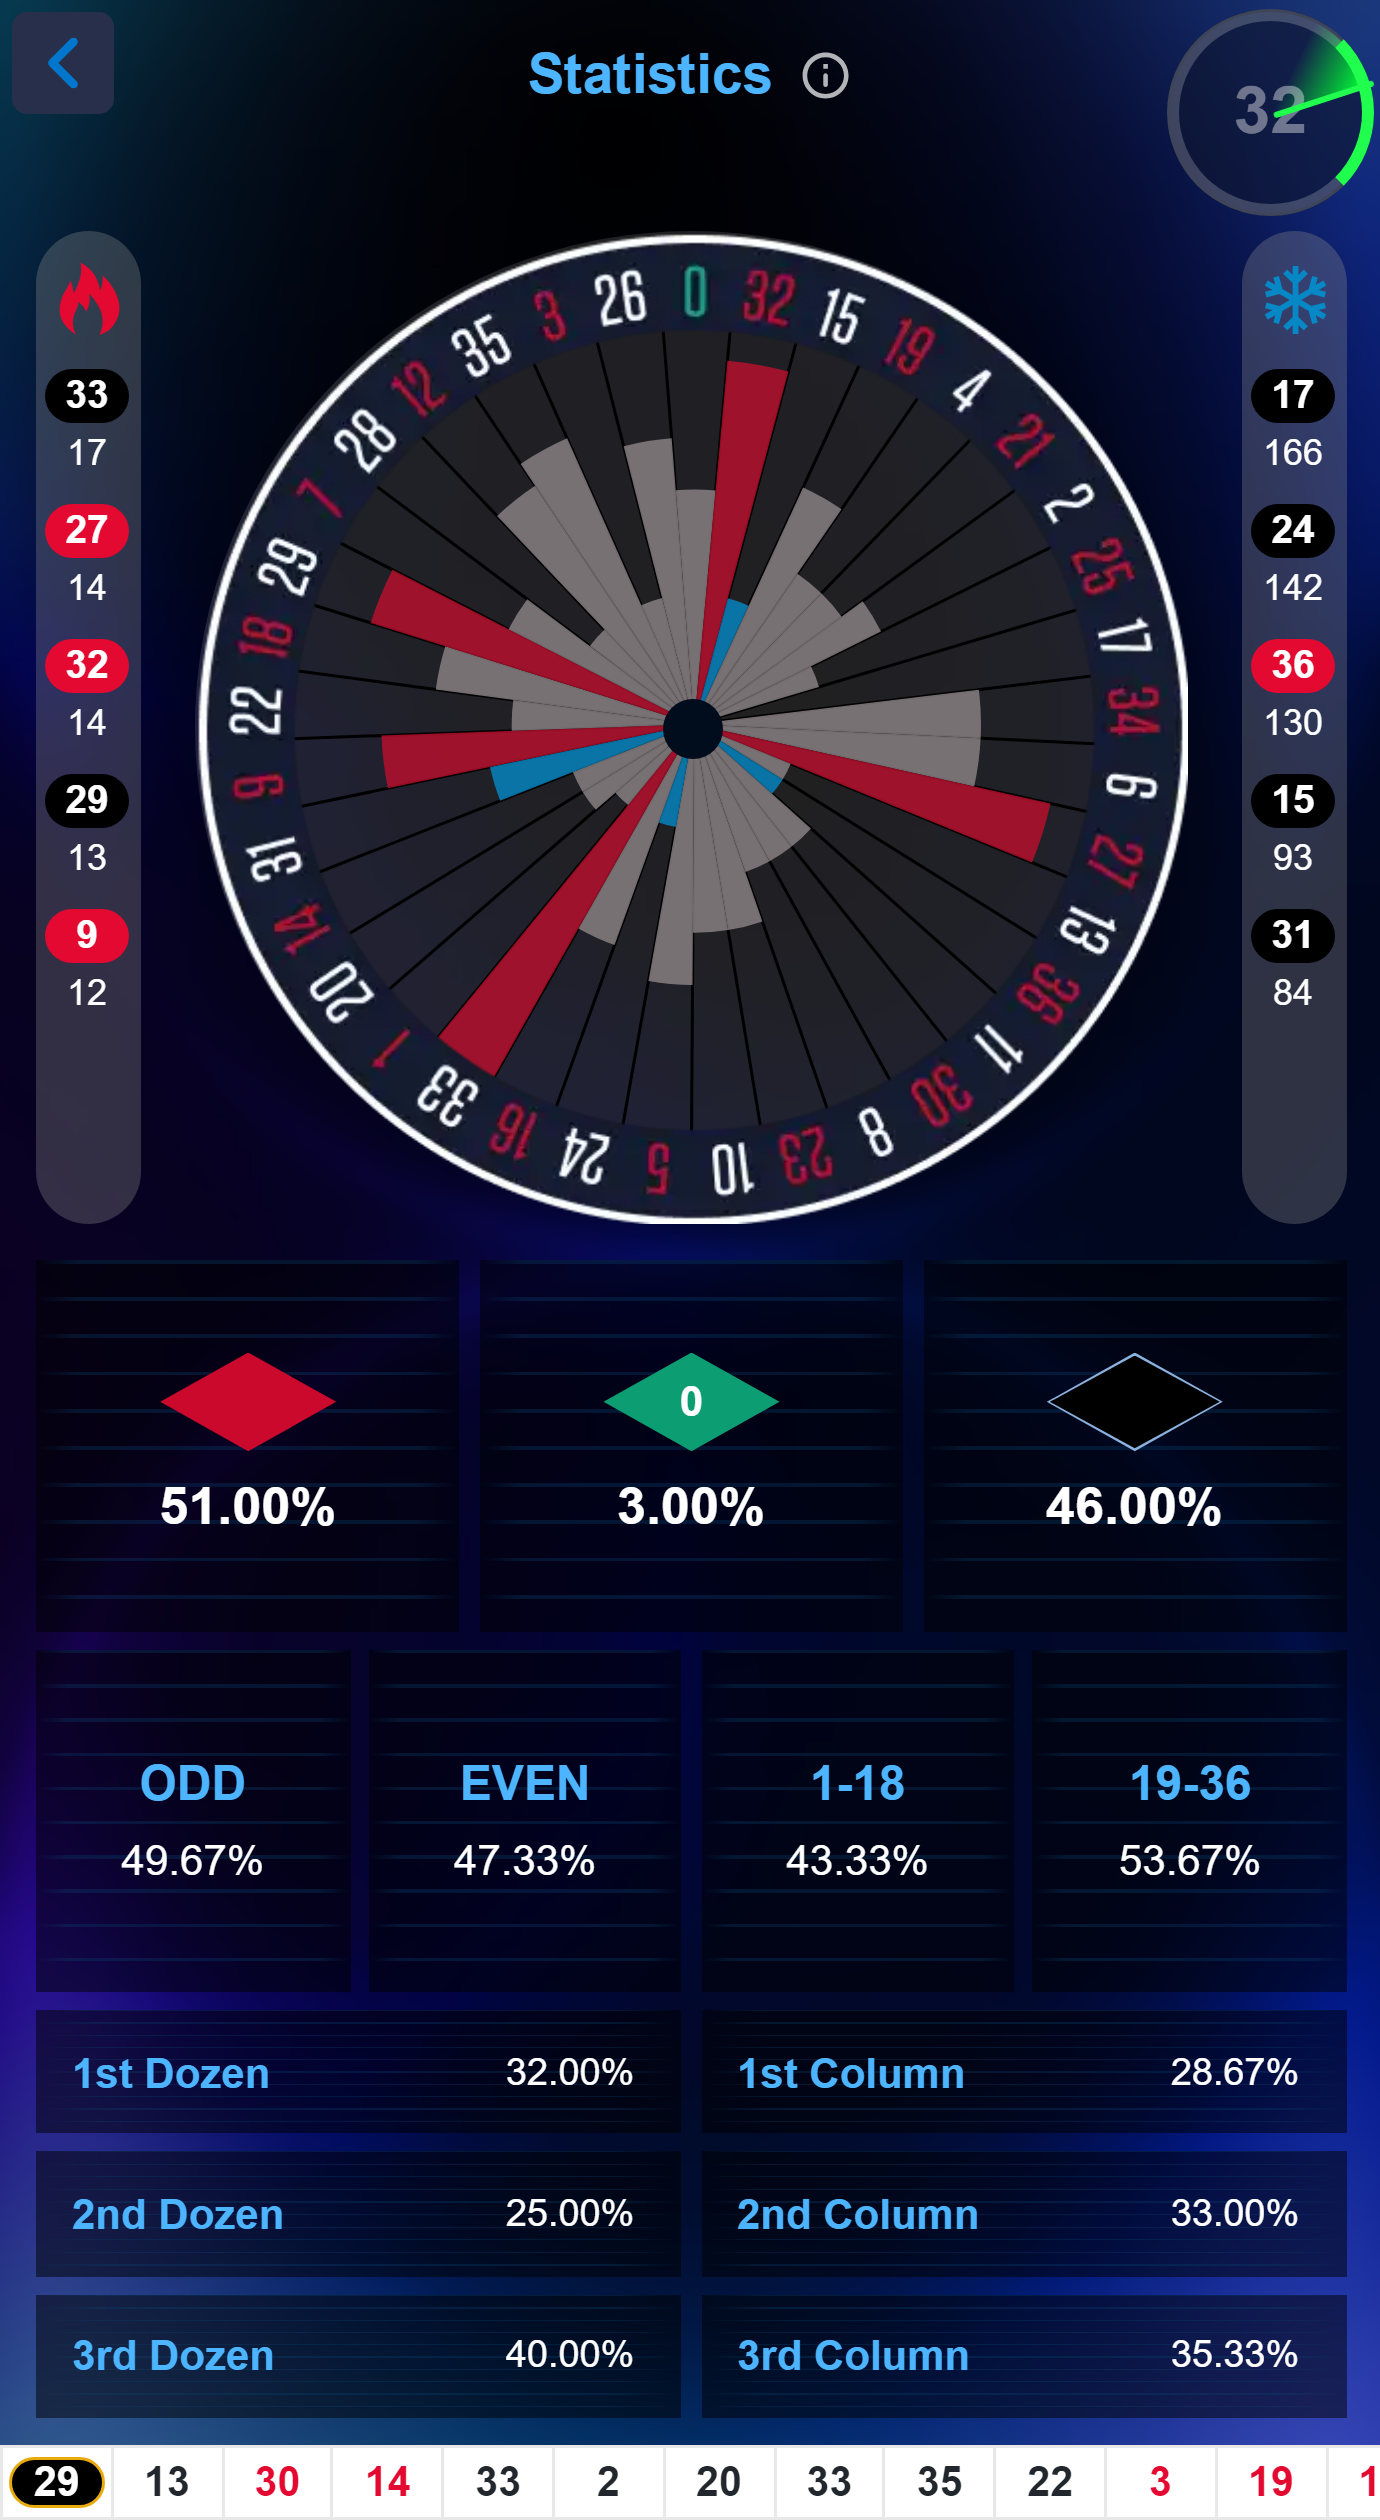 Statistics
32
33
17
27
14
32
14
29
13
9
12
0 32 15 19 4 21 2 25 17 34 6 27 13 36 11 30 8 23 10 5 24 16 33 1 20 14 31 9 22 18 29 7 28 12 35 3 26
17
166
24
142
36
130
15
93
31
84
0
51.00% 3.00% 46.00%
ODD EVEN 1-18 19-36
49.67% 47.33% 43.33% 53.67%
1st Dozen 32.00% 1st Column 28.67%
2nd Dozen 25.00% 2nd Column 33.00%
3rd Dozen 40.00% 3rd Column 35.33%
29 13 30 14 33 2 20 33 35 22 3 19